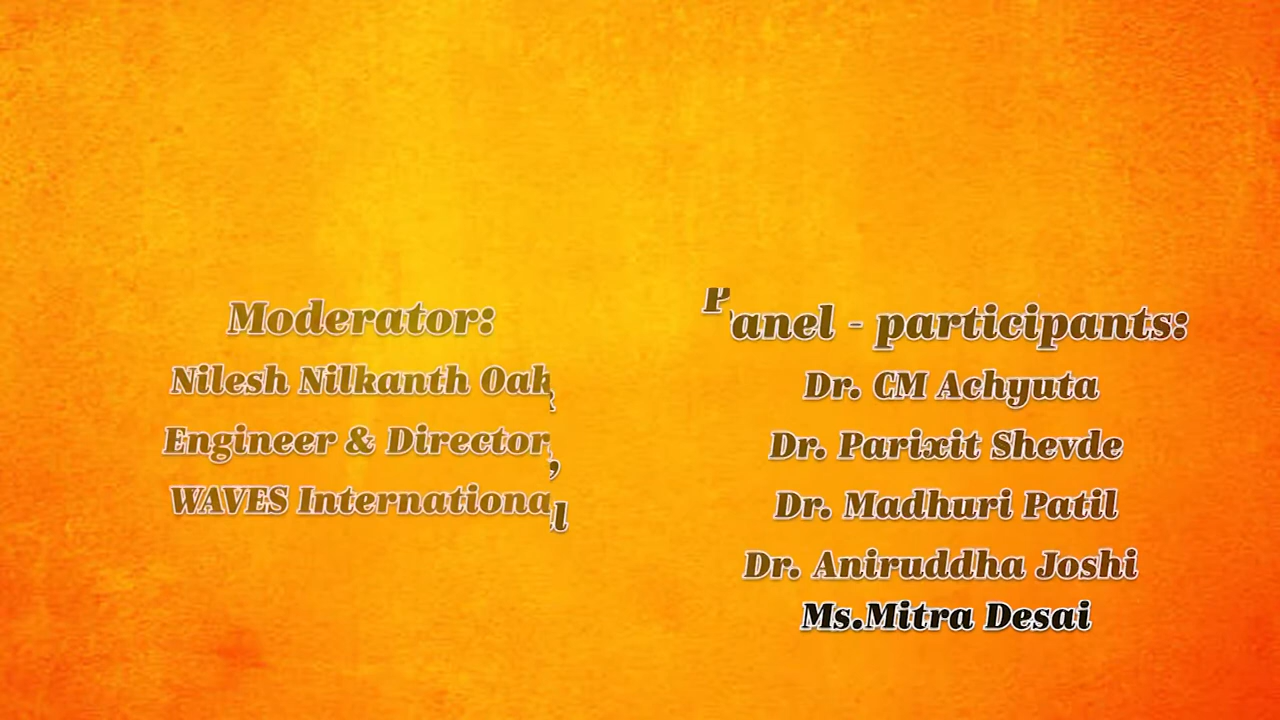 Moderator:
Nilesh Nilkanth Oak
Engineer & Director,
WAVES International
Panel - participants:
Dr. CM Achyuta
Dr. Parixit Shevde
Dr. Madhuri Patil
Dr. Aniruddha Joshi
Ms.Mitra Desai